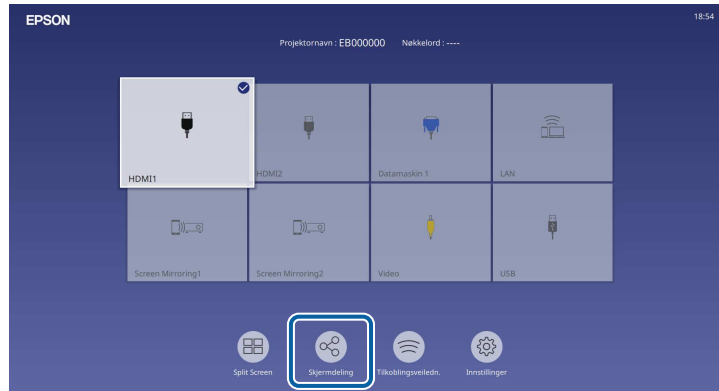 EPSON
18:54
Projektornavn : EB000000 Nøkkelord : ----
HDMI1
HDMI2
Datamaskin 1
LAN
Screen Mirroring1
Screen Mirroring2
Video
USB
Split Screen
Skjermdeling
Tilkoblingsveiledn.
Innstillinger